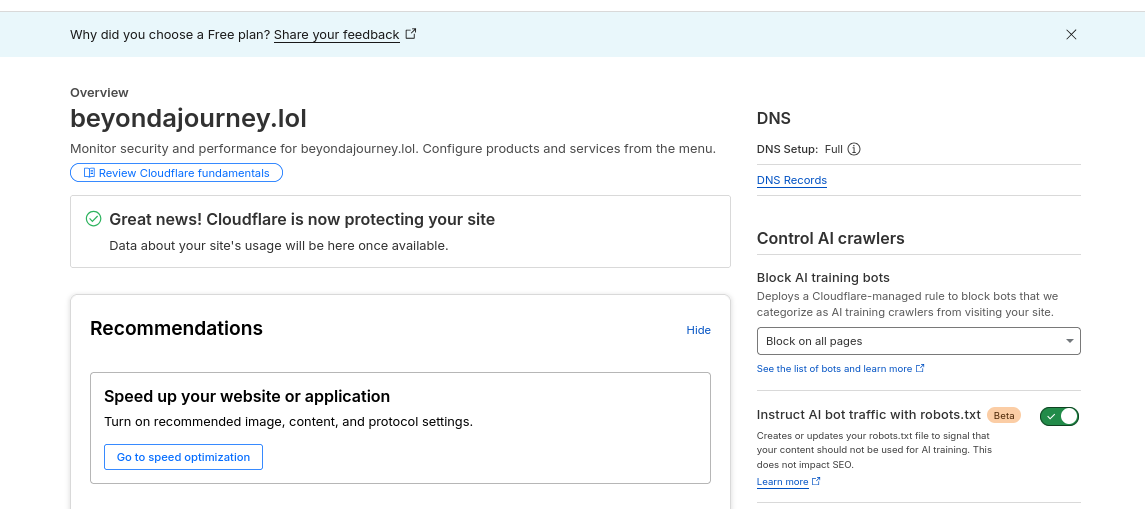 Why did you choose a Free plan? Share your feedback
Overview
beyondajourney.lol
Monitor security and performance for beyondajourney.lol. Configure products and services from the menu.
Review Cloudflare fundamentals
Great news! Cloudflare is now protecting your site
Data about your site's usage will be here once available.
Recommendations
Hide
Speed up your website or application
Turn on recommended image, content, and protocol settings.
Go to speed optimization
DNS
DNS Setup: Full
DNS Records
Control AI crawlers
Block AI training bots
Deploys a Cloudflare-managed rule to block bots that we
categorize as AI training crawlers from visiting your site.
Block on all pages
See the list of bots and learn more
Instruct AI bot traffic with robots.txt Beta
Creates or updates your robots.txt file to signal that
your content should not be used for AI training. This
does not impact SEO.
Learn more